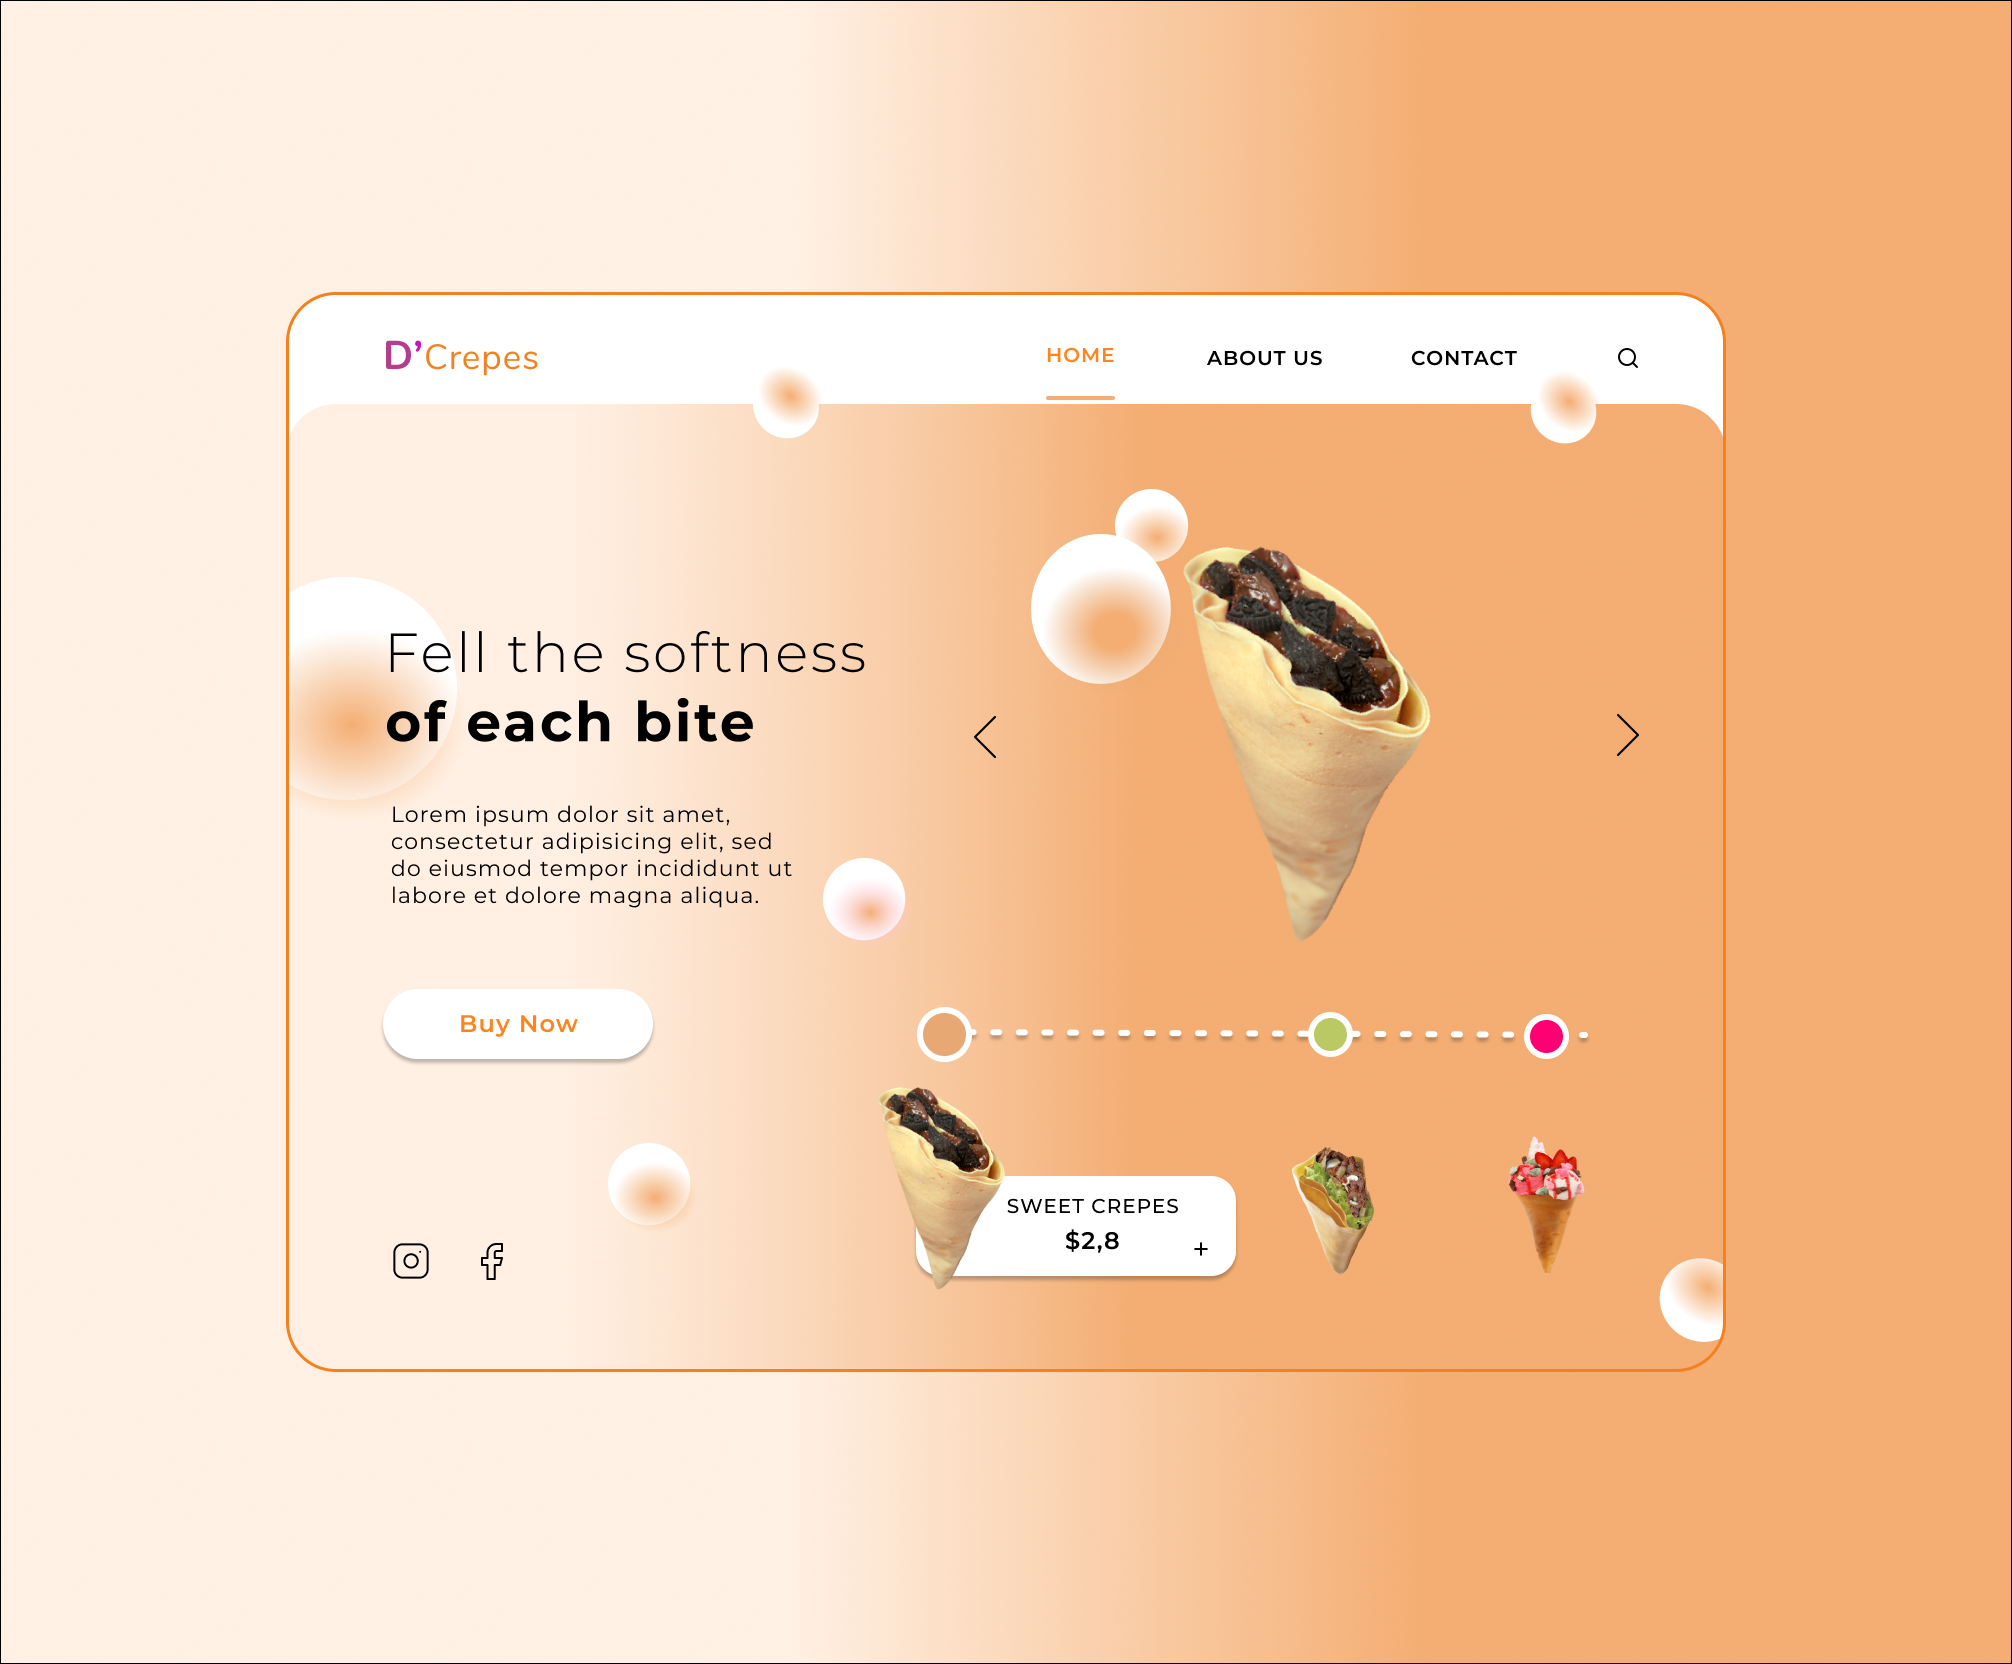 D’Crepes
HOME
ABOUT US
CONTACT
Fell the softness
of each bite
Lorem ipsum dolor sit amet,
consectetur adipisicing elit, sed
do eiusmod tempor incididunt ut
labore et dolore magna aliqua.
Buy Now
SWEET CREPES
$2,8
+